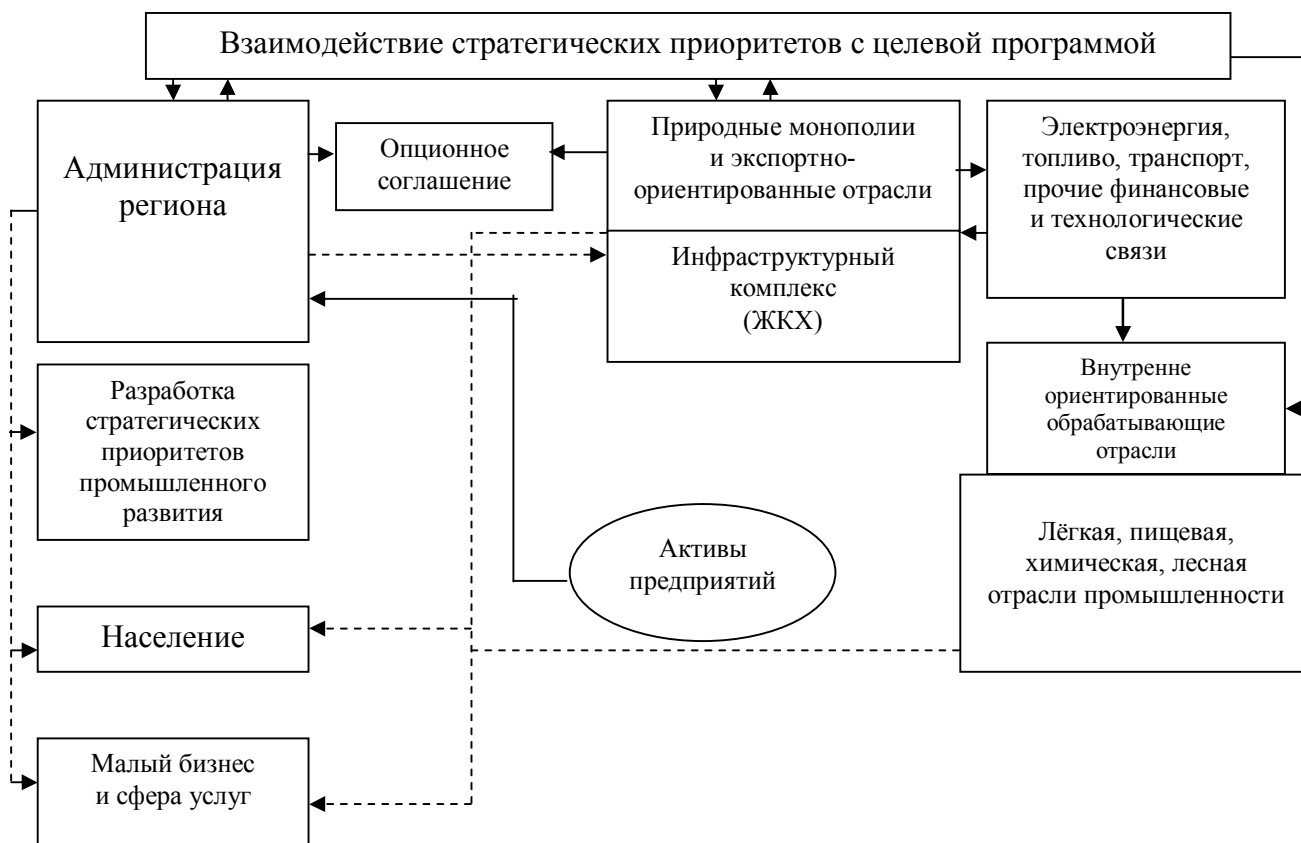 Взаимодействие стратегических приоритетов с целевой программой
Администрация
региона
Опционное
соглашение
Природные монополии
и экспортно-
ориентированные отрасли
Электроэнергия,
топливо, транспорт,
прочие финансовые
и технологические
связи
Инфраструктурный
комплекс
(ЖКХ)
Разработка
стратегических
приоритетов
промышленного
развития
Внутренне
ориентированные
обрабатывающие
отрасли
Активы
предприятий
Лёгкая, пищевая,
химическая, лесная
отрасли промышленности
Население
Малый бизнес
и сфера услуг